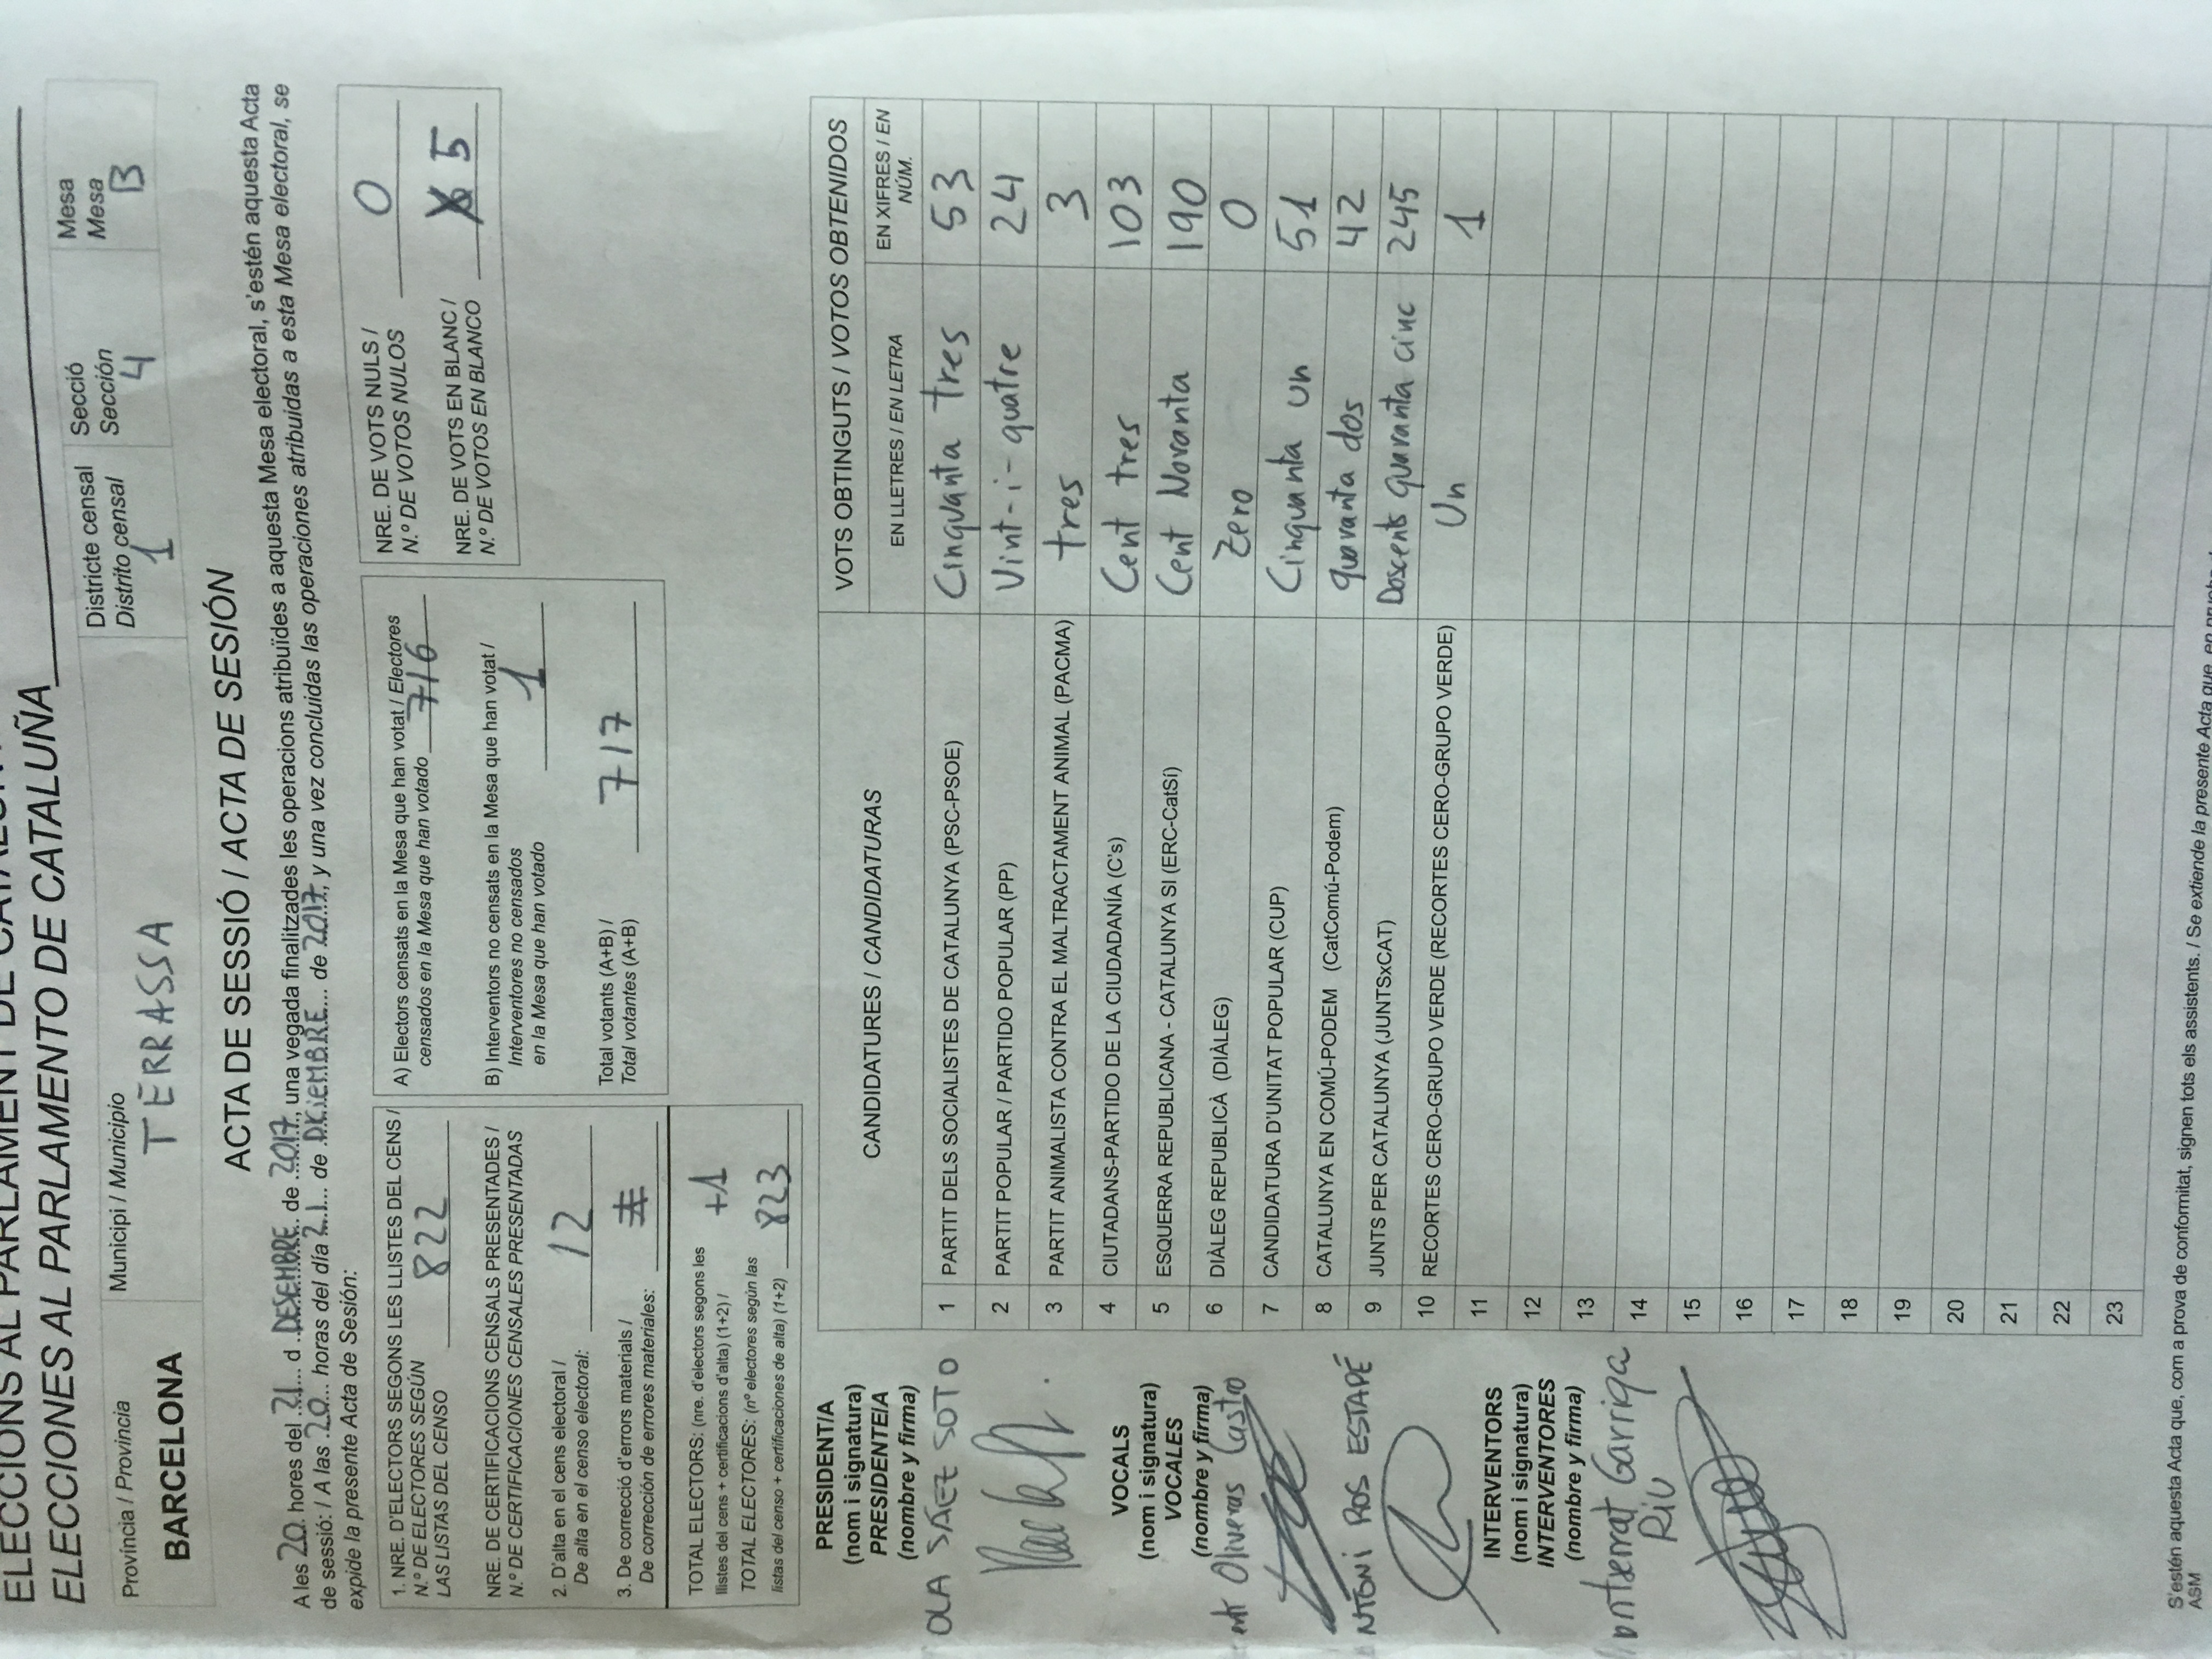 ELECCIONS AL PARLAMENT DE
ELECCIONES AL PARLAMENTO DE CATALUÑA
Provincia / Provincia
BARCELONA
Municipi / Municipio
TERRASSA
Districte censal
Distrito censal
1
Secció
Sección
4
Mesa
Mesa
B
ACTA DE SESSIÓ / ACTA DE SESIÓN
A les 20 hores del 21 d DESEMBRE de 2017, una vegada finalitzades les operacions atribuïdes a aquesta Mesa electoral, s'estén aquesta Acta
de sessió: / A las 20 horas del día 21 de DICIEMBRE de 2017, y una vez concluidas las operaciones atribuidas a esta Mesa electoral, se
expide la presente Acta de Sesión:
1. NRE. D'ELECTORS SEGONS LES LLISTES DEL CENS /
N.º DE ELECTORES SEGÚN
LAS LISTAS DEL CENSO
822
NRE. DE CERTIFICACIONS CENSALS PRESENTADES /
N.º DE CERTIFICACIONES CENSALES PRESENTADAS
2. D'alta en el cens electoral /
De alta en el censo electoral:
12
3. De correcció d'errors materials /
De corrección de errores materiales:
TOTAL ELECTORS: (nre. d'electors segons les
llistes del cens + certificacions d'alta) (1+2) /
TOTAL ELECTORES: (nº electores según las
listas del censo + certificaciones de alta) (1+2)
+1
823
A) Electors censats en la Mesa que han votat / Electores
censados en la Mesa que han votado
716
B) Interventors no censats en la Mesa que han votat /
Interventores no censados
en la Mesa que han votado
1
Total votants (A+B) /
Total votantes (A+B)
717
NRE. DE VOTS NULS /
N.º DE VOTOS NULOS
0
NRE. DE VOTS EN BLANC /
N.º DE VOTOS EN BLANCO
5
PRESIDENT/A
(nom i signatura)
PRESIDENTE/A
(nombre y firma)
OLA SÁEZ SOTO
VOCALS
(nom i signatura)
VOCALES
(nombre y firma)
Oliveras Castro
NTONI ROS ESTAPÉ
INTERVENTORS
(nom i signatura)
INTERVENTORES
(nombre y firma)
ontserrat Garriga
Riu
CANDIDATURES / CANDIDATURAS
VOTS OBTINGUTS / VOTOS OBTENIDOS
EN LLETRES / EN LETRA
EN XIFRES / EN
NÚM.
1 PARTIT DELS SOCIALISTES DE CATALUNYA (PSC-PSOE) Cinquanta tres 53
2 PARTIT POPULAR / PARTIDO POPULAR (PP) Vint-i-quatre 24
3 PARTIT ANIMALISTA CONTRA EL MALTRACTAMENT ANIMAL (PACMA) tres 3
4 CIUTADANS-PARTIDO DE LA CIUDADANÍA (C's) Cent tres 103
5 ESQUERRA REPUBLICANA - CATALUNYA SI (ERC-CatSí) Cent Novanta 190
6 DIÀLEG REPUBLICÀ (DIÀLEG) Zero 0
7 CANDIDATURA D'UNITAT POPULAR (CUP) Cinquanta un 51
8 CATALUNYA EN COMÚ-PODEM (CatComú-Podem) quaranta dos 42
9 JUNTS PER CATALUNYA (JUNTSxCAT) Doscents quaranta cinc 245
10 RECORTES CERO-GRUPO VERDE (RECORTES CERO-GRUPO VERDE) Un 1
11
12
13
14
15
16
17
18
19
20
21
22
23
S'estén aquesta Acta que, com a prova de conformitat, signen tots els assistents. / Se extiende la presente Acta que, en
ASM